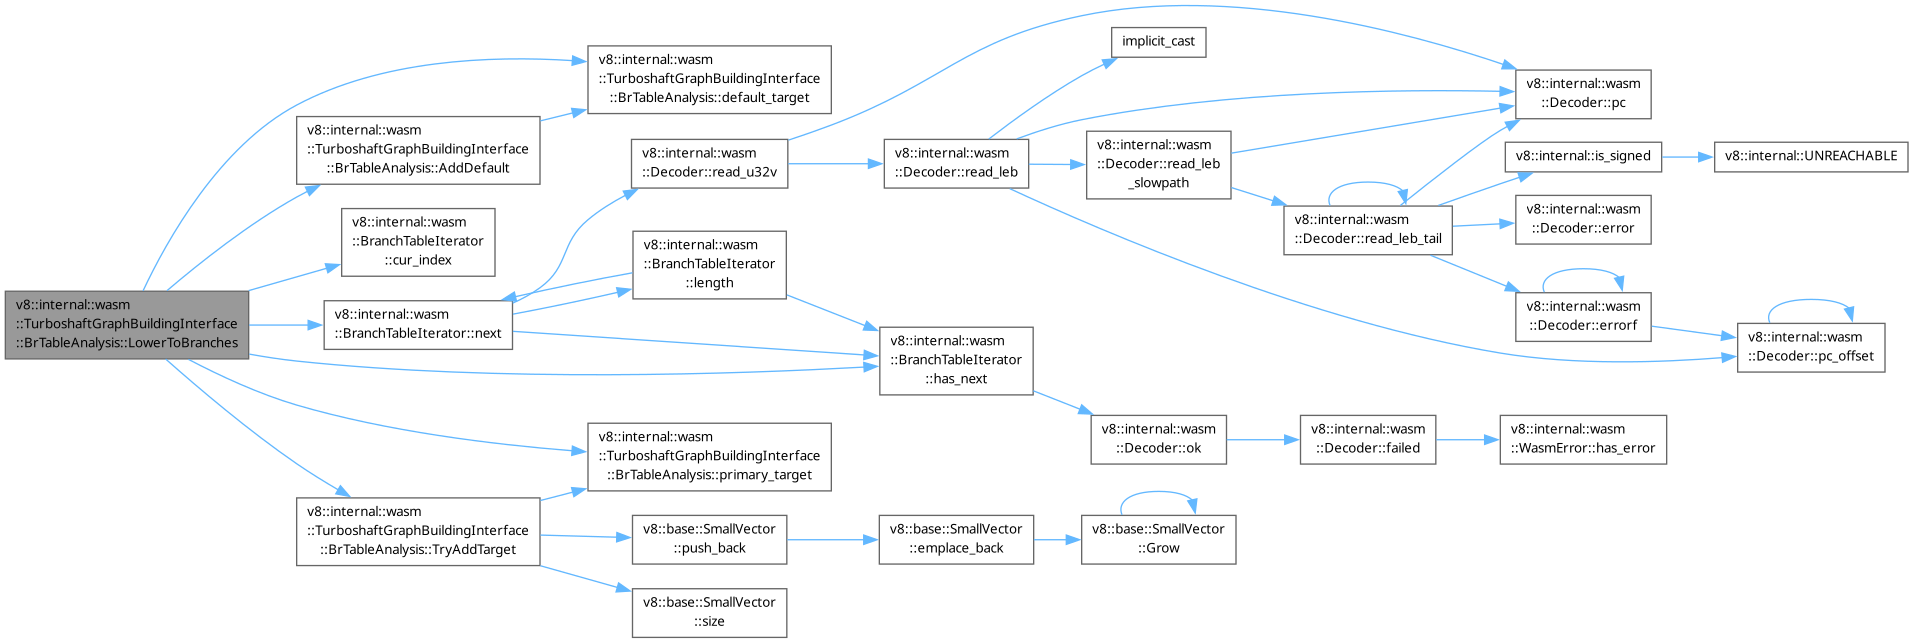 v8::internal::wasm
::TurboshaftGraphBuildingInterface
::BrTableAnalysis::LowerToBranches
v8::internal::wasm
::TurboshaftGraphBuildingInterface
::BrTableAnalysis::default_target
v8::internal::wasm
::TurboshaftGraphBuildingInterface
::BrTableAnalysis::AddDefault
v8::internal::wasm
::BranchTableIterator
::cur_index
v8::internal::wasm
::BranchTableIterator::next
v8::internal::wasm
::TurboshaftGraphBuildingInterface
::BrTableAnalysis::TryAddTarget
v8::internal::wasm
::Decoder::read_u32v
v8::internal::wasm
::BranchTableIterator
::length
v8::internal::wasm
::TurboshaftGraphBuildingInterface
::BrTableAnalysis::primary_target
v8::base::SmallVector
::push_back
v8::base::SmallVector
::size
v8::internal::wasm
::Decoder::read_leb
v8::internal::wasm
::BranchTableIterator
::has_next
v8::base::SmallVector
::emplace_back
implicit_cast
v8::internal::wasm
::Decoder::read_leb
_slowpath
v8::internal::wasm
::Decoder::ok
v8::base::SmallVector
::Grow
v8::internal::wasm
::Decoder::read_leb_tail
v8::internal::wasm
::Decoder::failed
v8::internal::wasm
::Decoder::pc
v8::internal::is_signed
v8::internal::wasm
::Decoder::error
v8::internal::wasm
::Decoder::errorf
v8::internal::wasm
::WasmError::has_error
v8::internal::UNREACHABLE
v8::internal::wasm
::Decoder::pc_offset